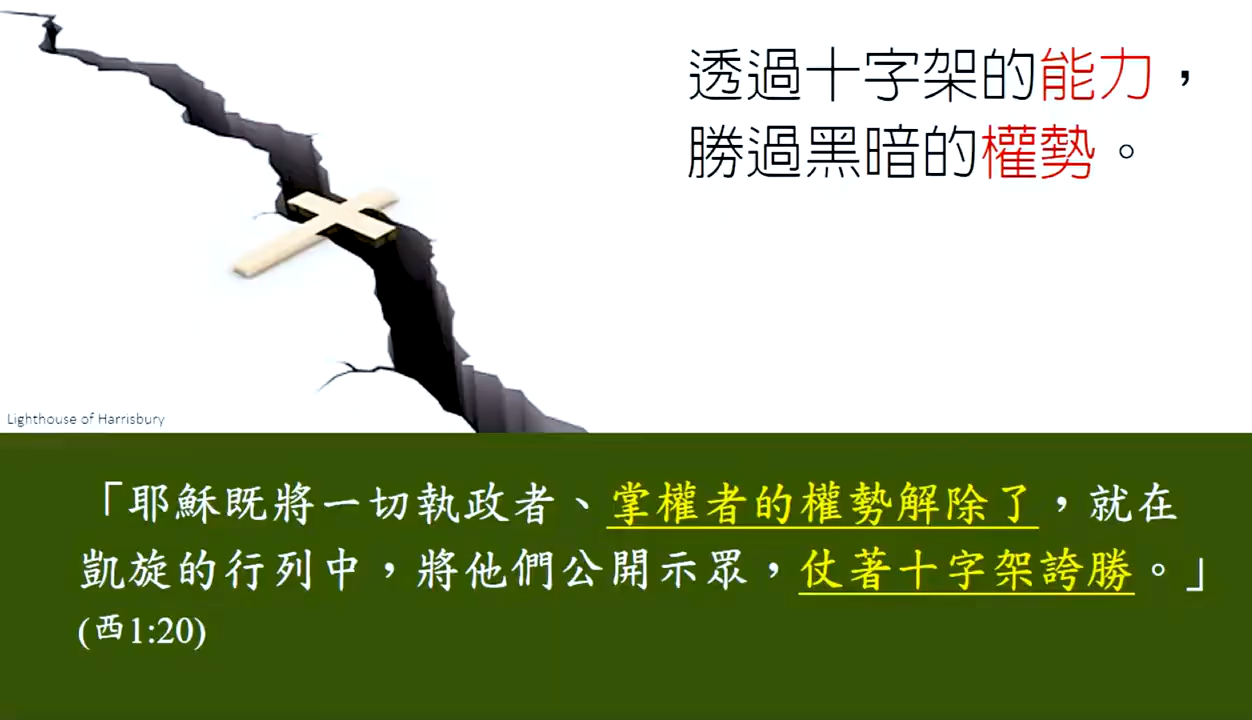 透過十字架的能力，
勝過黑暗的權勢。
Lighthouse of Harrisbury
「耶穌既將一切執政者、掌權者的權勢解除了，就在
凱旋的行列中，將他們公開示眾，仗著十字架誇勝。」
(西1:20)